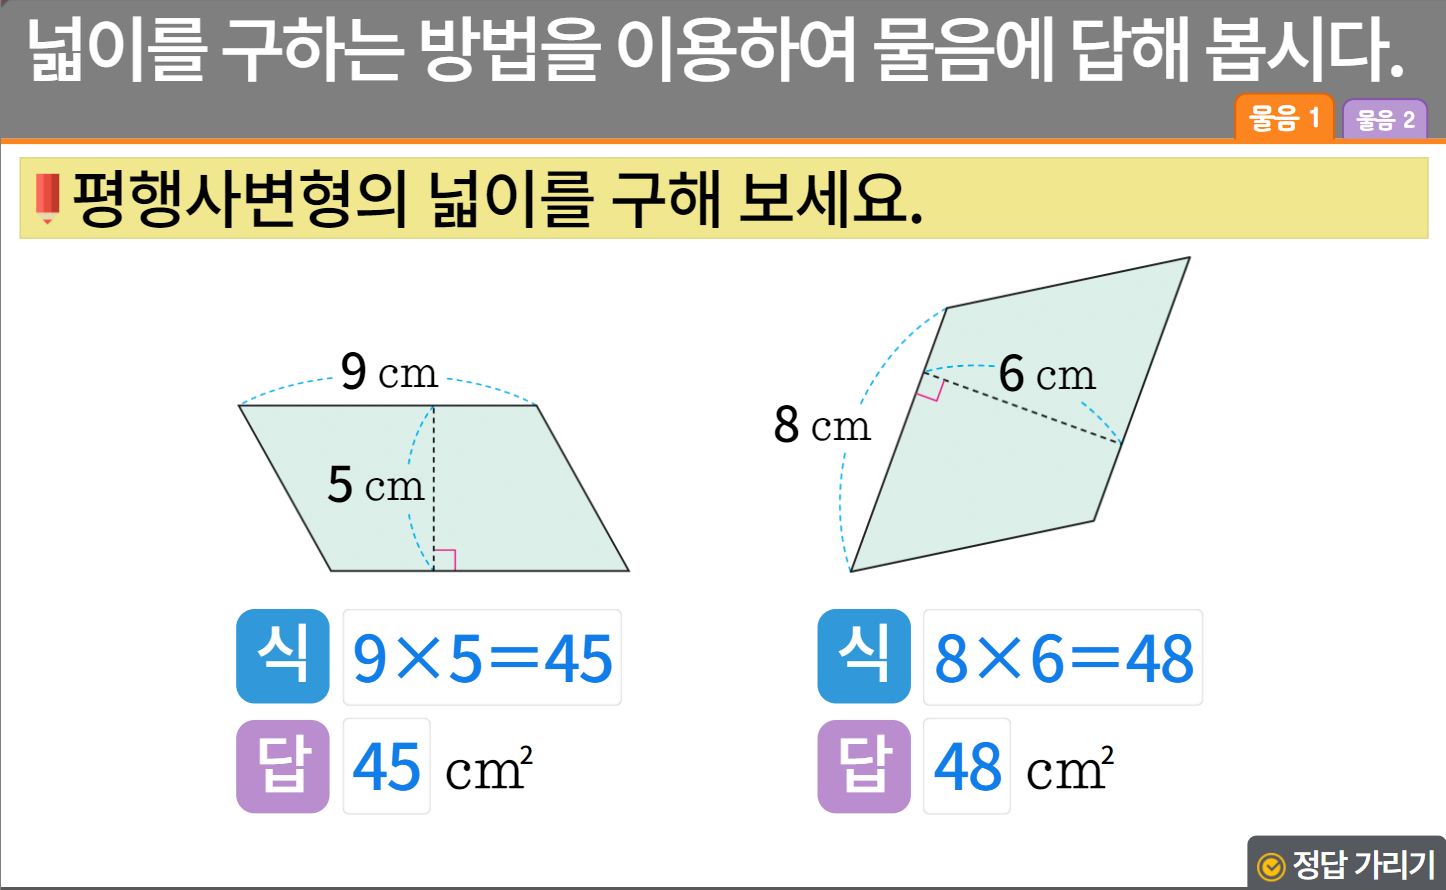 넓이를 구하는 방법을 이용하여 물음에 답해 봅시다.
물음 1 물음 2
평행사변형의 넓이를 구해 보세요.
9 cm
5 cm
6 cm
8 cm
식 9×5=45
답 45 cm²
식 8×6=48
답 48 cm²
정답 가리기